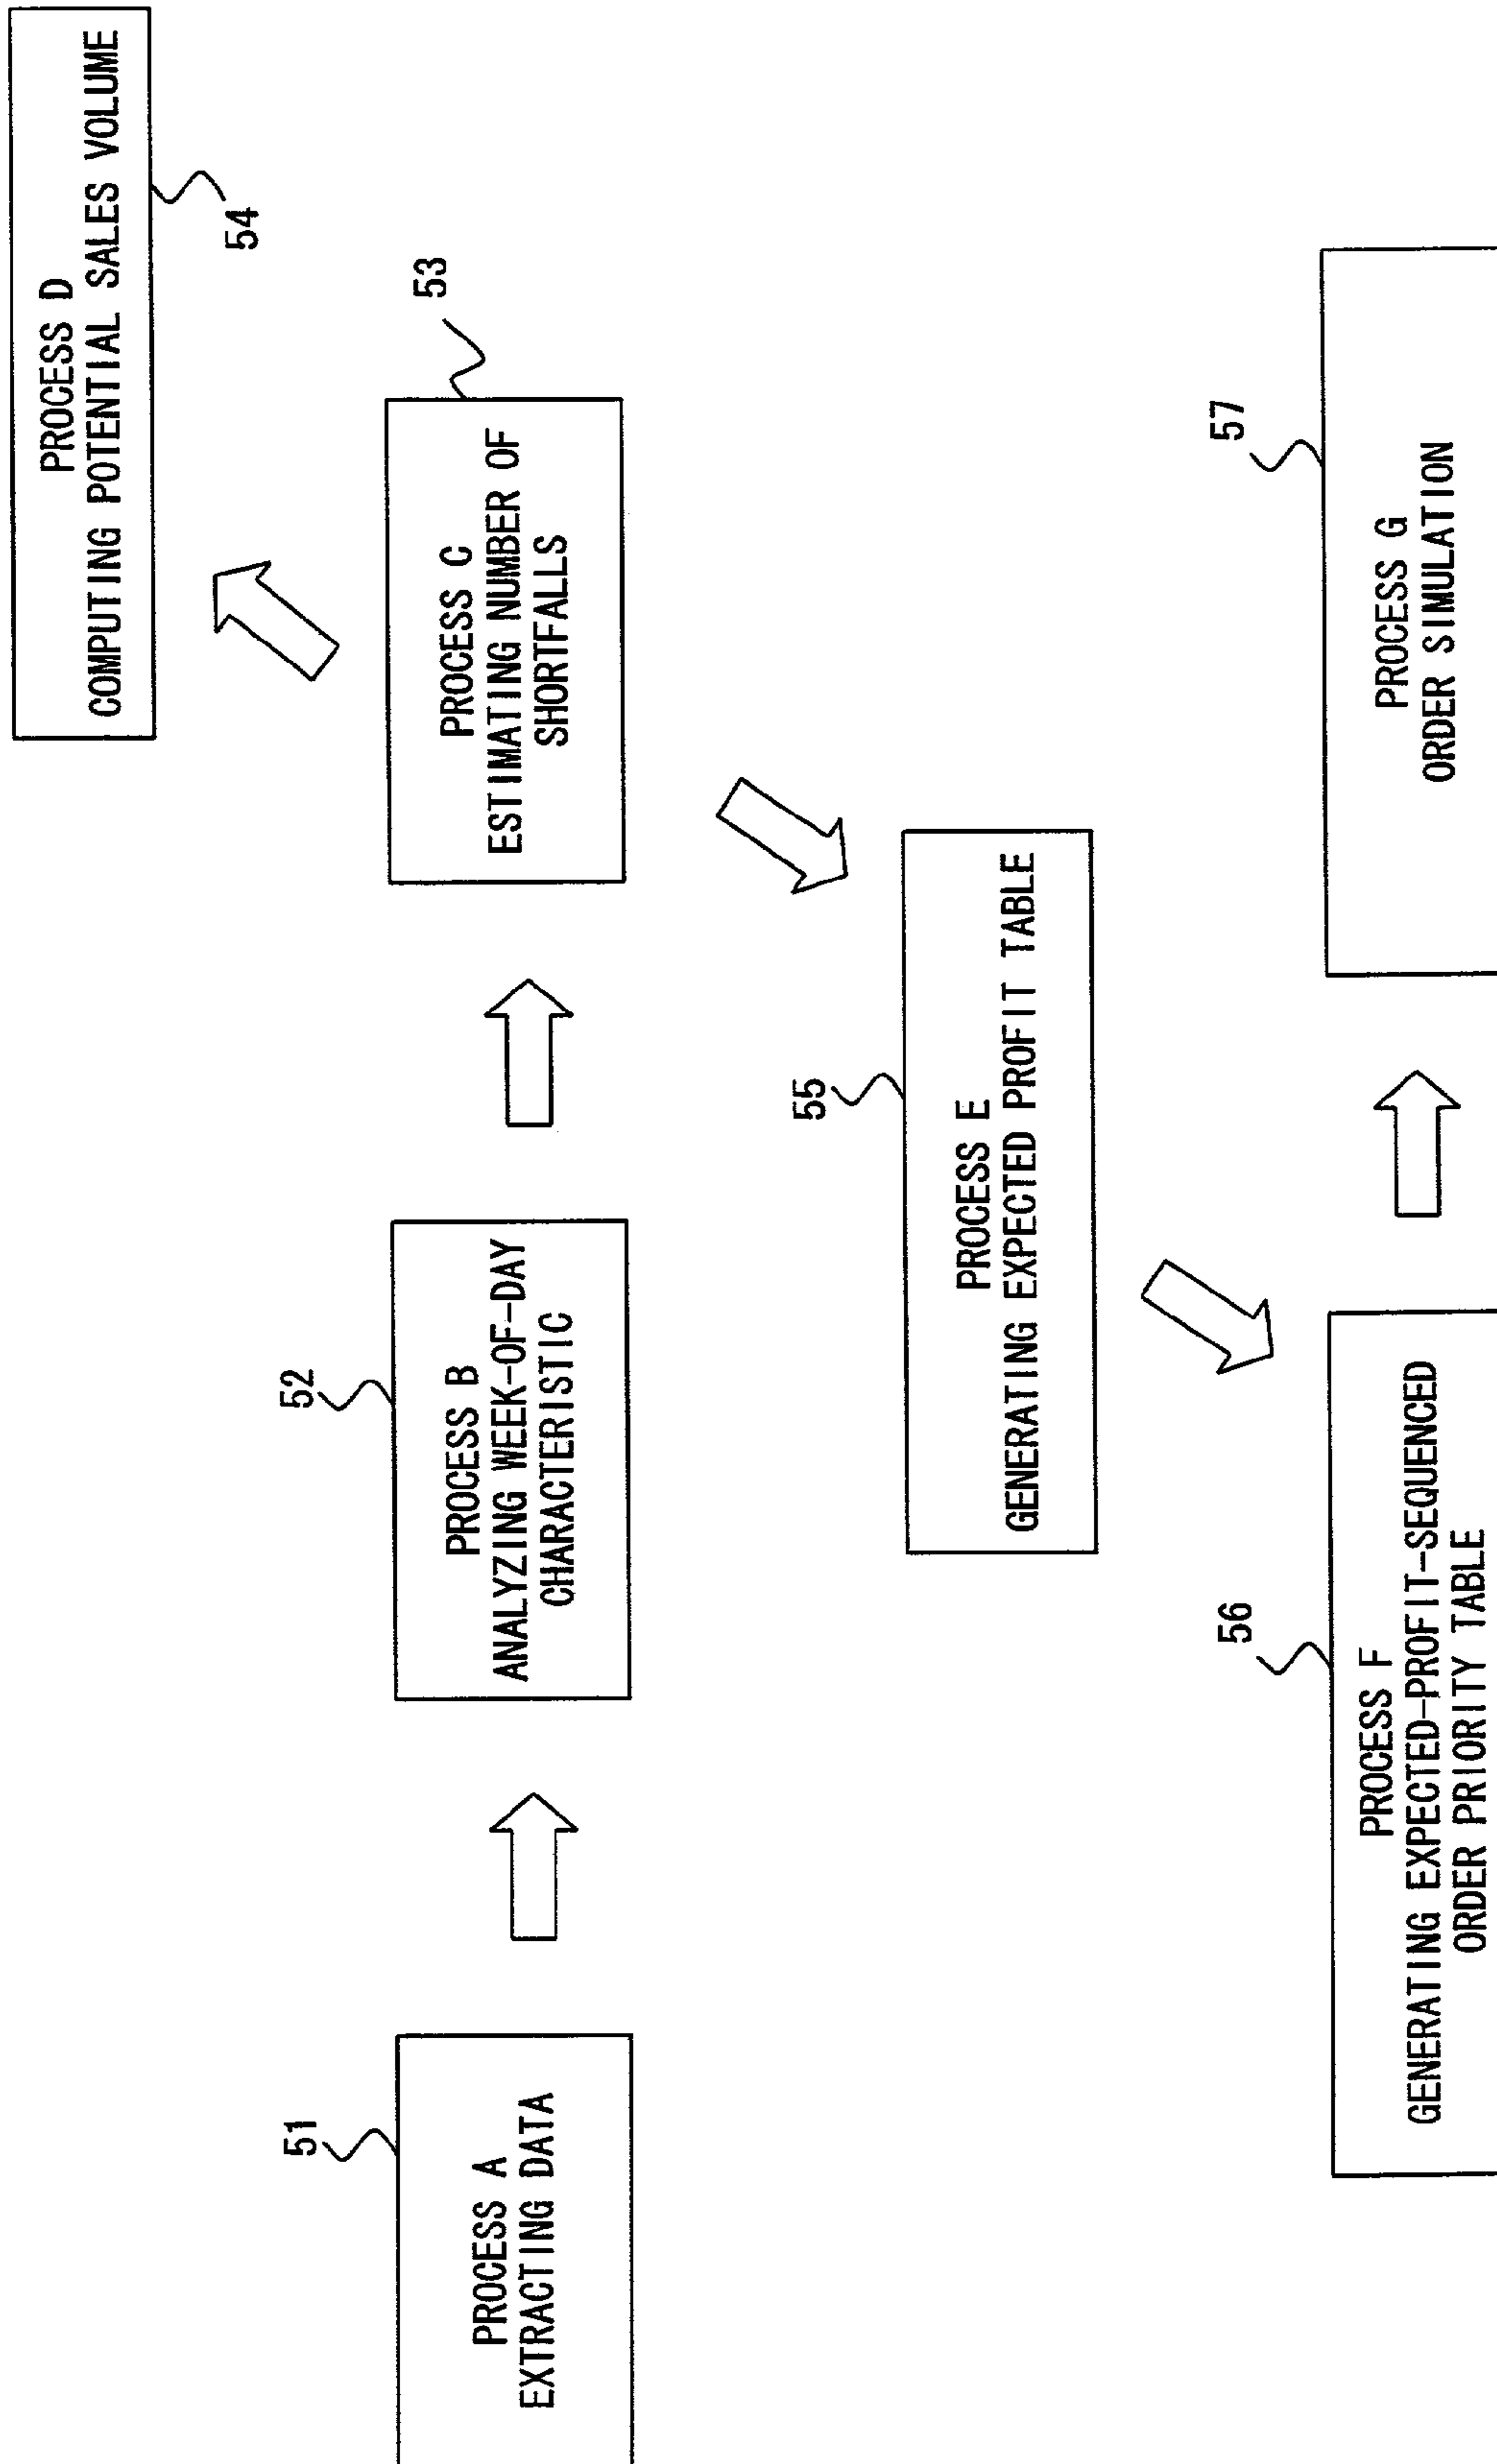 51
PROCESS A
EXTRACTING DATA
52
PROCESS B
ANALYZING WEEK-OF-DAY
CHARACTERISTIC
53
PROCESS C
ESTIMATING NUMBER OF
SHORTFALLS
PROCESS D
COMPUTING POTENTIAL SALES VOLUME
54
55
PROCESS E
GENERATING EXPECTED PROFIT TABLE
56
PROCESS F
GENERATING EXPECTED-PROFIT-SEQUENCED
ORDER PRIORITY TABLE
57
PROCESS G
ORDER SIMULATION